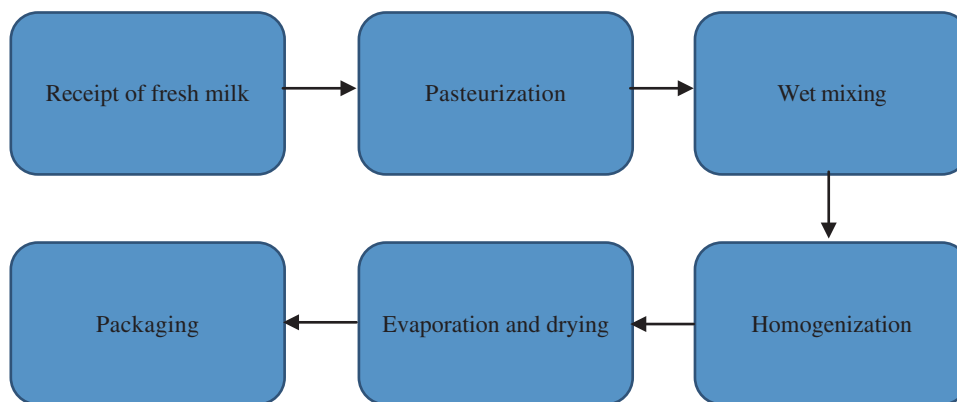 Receipt of fresh milk
Pasteurization
Wet mixing
Homogenization
Evaporation and drying
Packaging